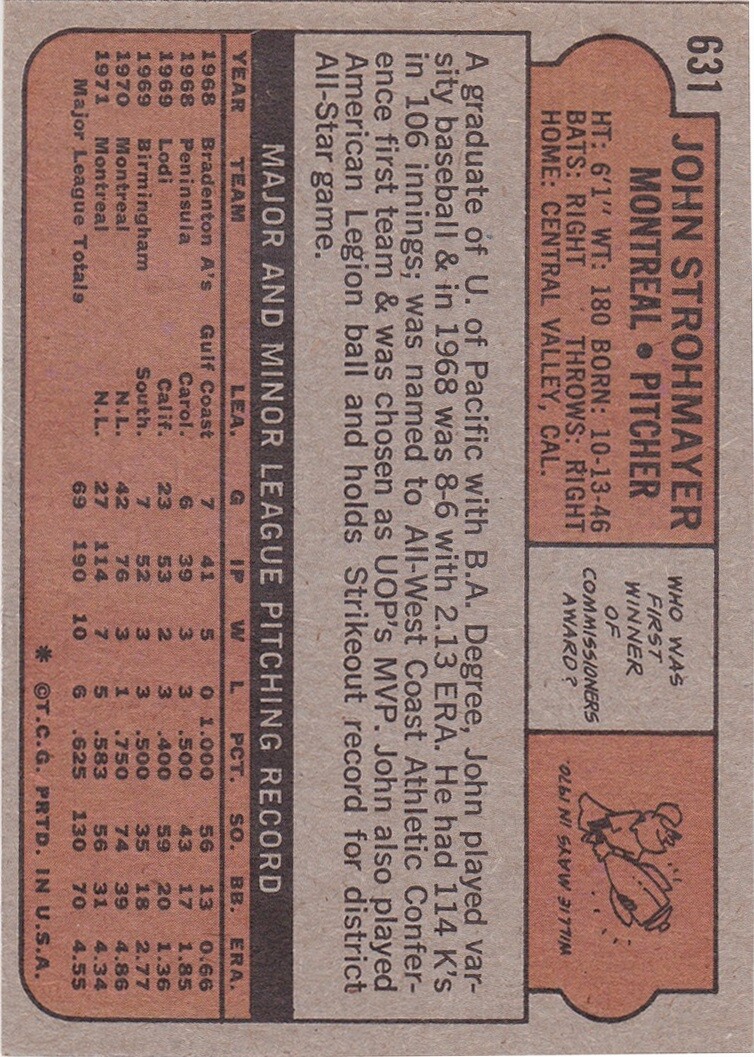 631
JOHN STROHMAYER
MONTREAL • PITCHER
HT: 6'1" WT: 180 BORN: 10-13-46
BATS: RIGHT THROWS: RIGHT
HOME: CENTRAL VALLEY, CAL.
WHO WAS
FIRST
WINNER
OF
COMMISSIONERS
AWARD?
WILLIE MAYS IN 1970.
A graduate of U. of Pacific with B.A. Degree, John played var-
sity baseball & in 1968 was 8-6 with 2.13 ERA. He had 114 K's
in 106 innings; was named to All-West Coast Athletic Confer-
ence first team & was chosen as UOP's MVP. John also played
American Legion ball and holds Strikeout record for district
All-Star game.
MAJOR AND MINOR LEAGUE PITCHING RECORD
YEAR TEAM LEA. G IP W L PCT. SO. BB. ERA.
1968 Bradenton A's Gulf Coast 7 41 5 0 1.000 56 13 0.66
1968 Peninsula Carol. 6 39 3 3 .500 43 17 1.85
1969 Lodi Calif. 23 53 2 3 .400 59 20 1.36
1969 Birmingham South. 7 52 3 3 .500 35 18 2.77
1970 Montreal N.L. 42 76 3 1 .750 74 39 4.86
1971 Montreal N.L. 27 114 7 5 .583 56 31 4.34
Major League Totals 69 190 10 6 .625 130 70 4.55
* ©T.C.G. PRTD. IN U.S.A.